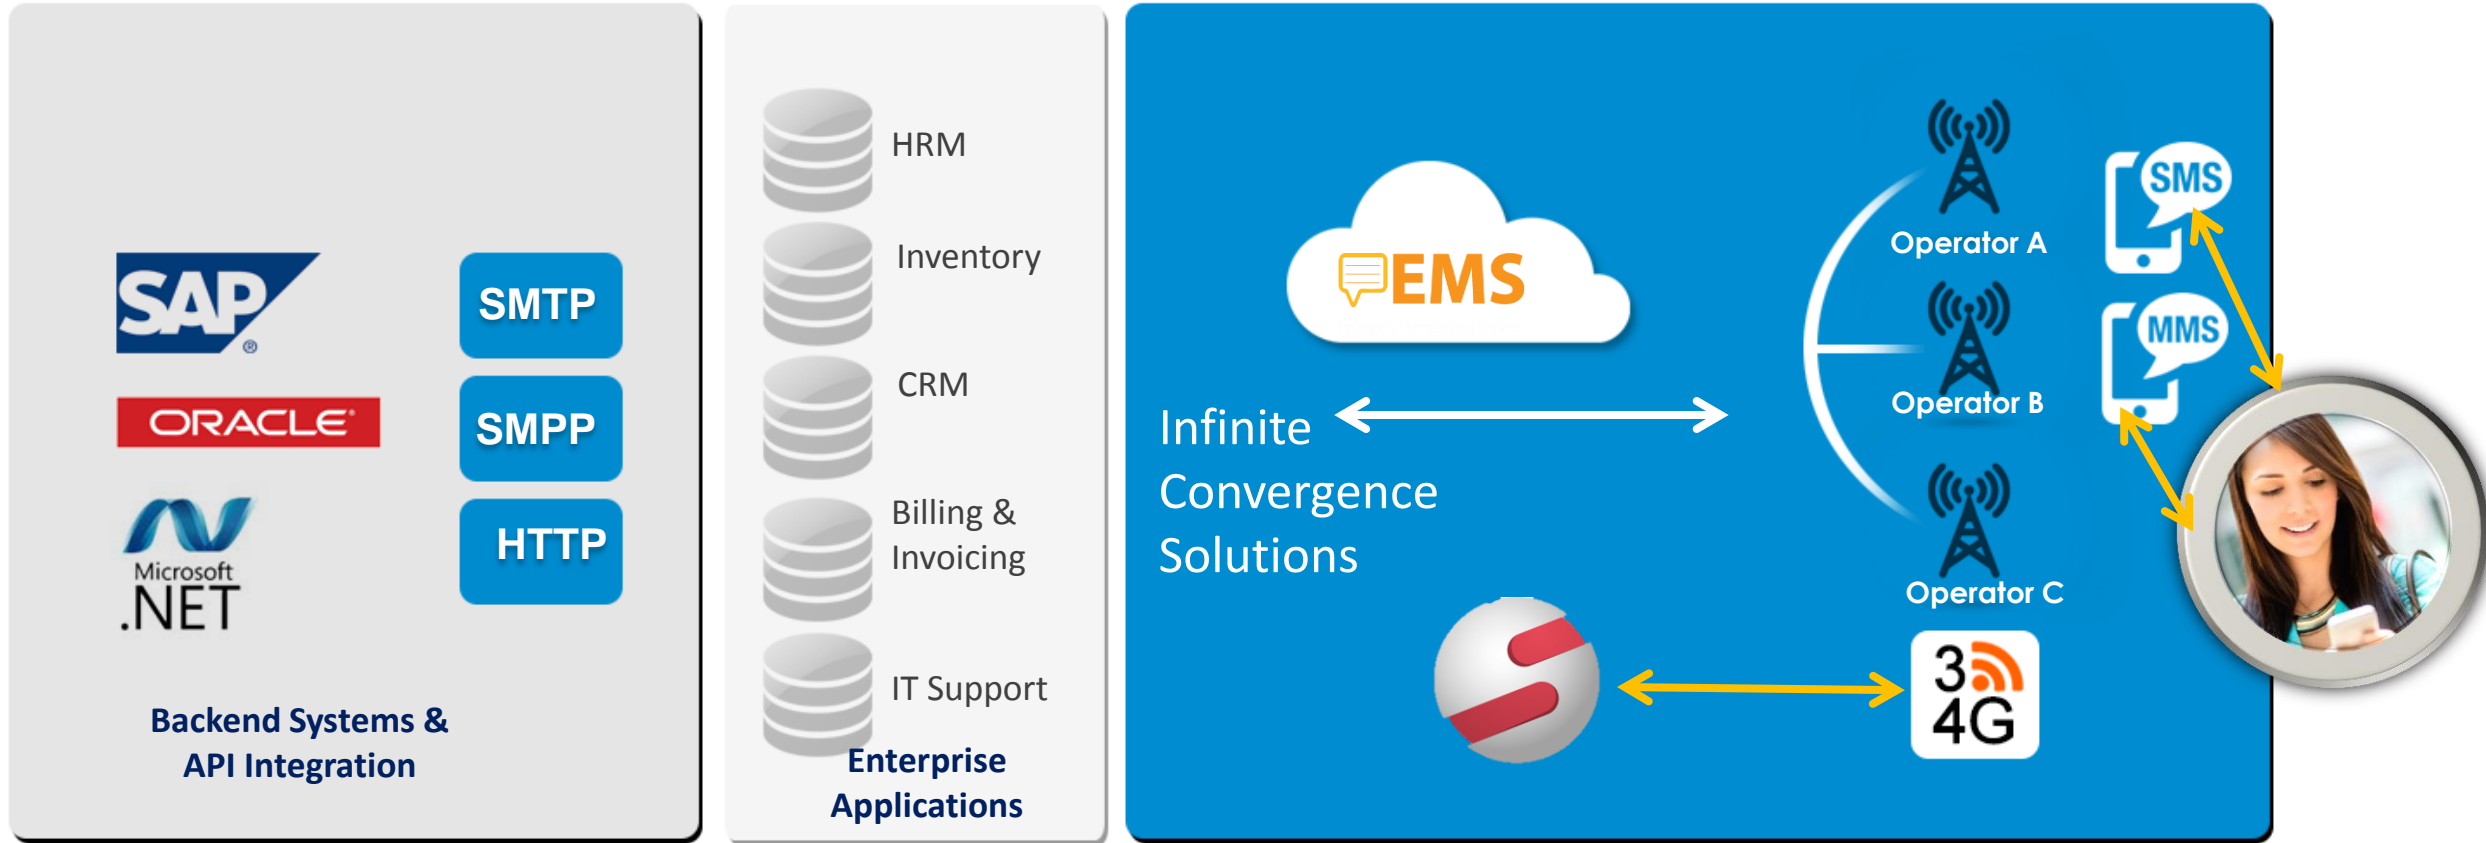 SAP
®
SMTP
ORACLE®
SMPP
Microsoft
.NET
HTTP
Backend Systems &
API Integration
HRM
Inventory
CRM
Billing &
Invoicing
IT Support
Enterprise
Applications
EMS
Infinite
Convergence
Solutions
Operator A
Operator B
Operator C
SMS
MMS
3
4G